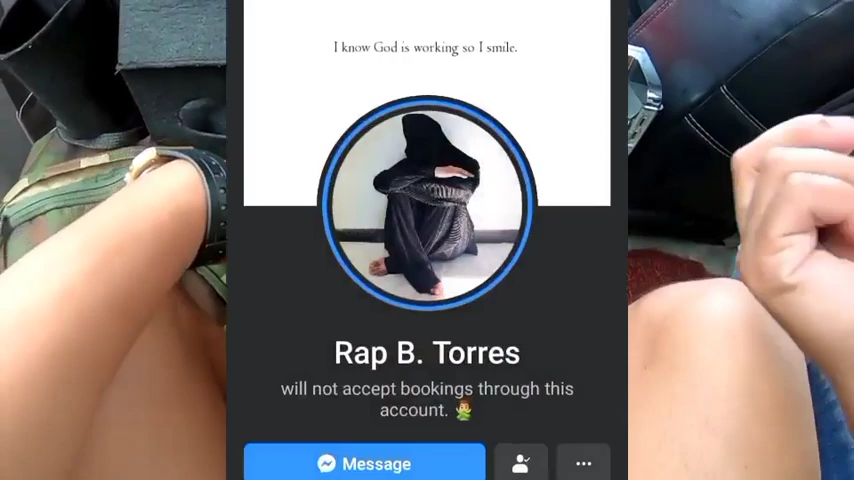 I know God is working so I smile.
Rap B. Torres
will not accept bookings through this
account. 🧟‍♂️
Message